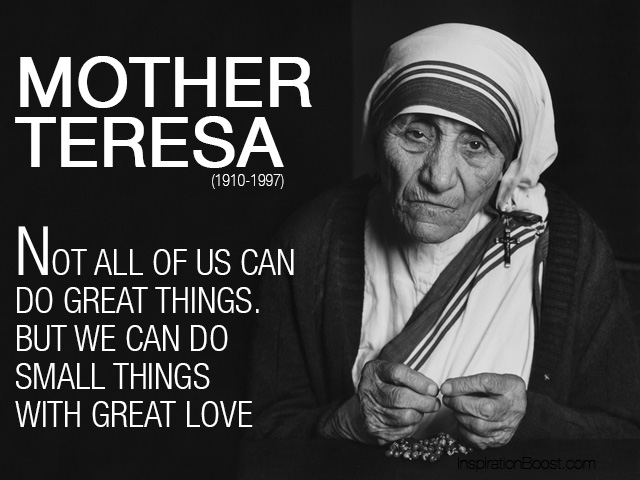 MOTHER
TERESA
(1910-1997)
NOT ALL OF US CAN
DO GREAT THINGS.
BUT WE CAN DO
SMALL THINGS
WITH GREAT LOVE
InspirationBoost.com